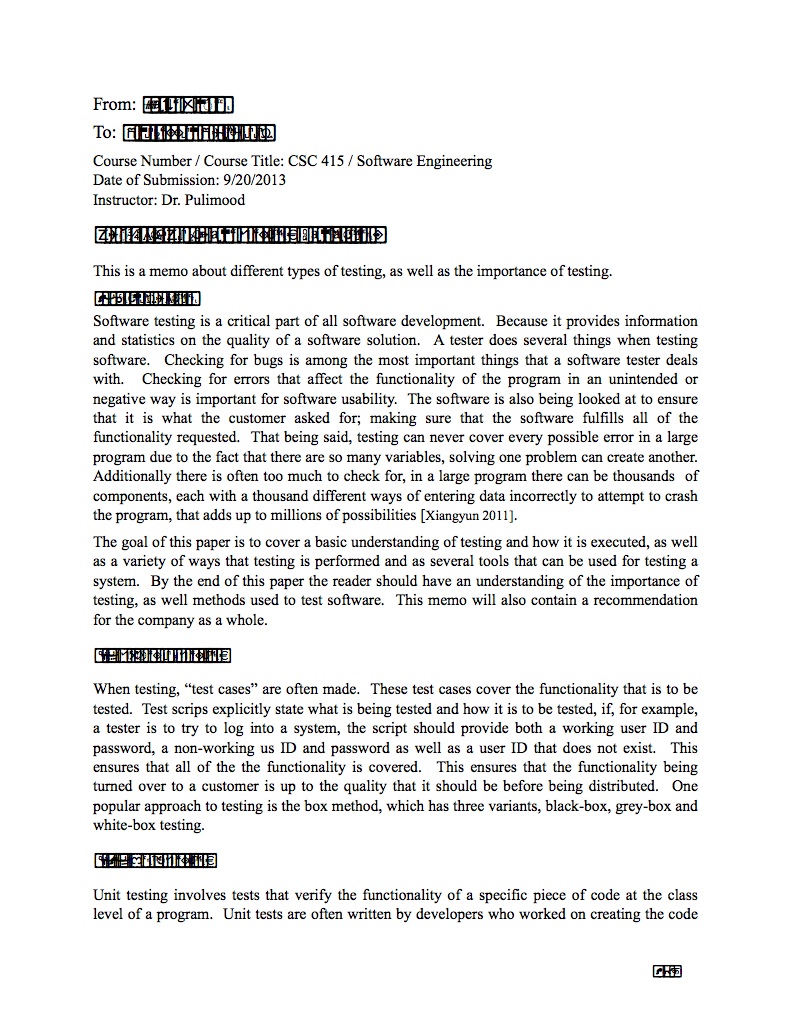 From:
To:
Course Number / Course Title: CSC 415 / Software Engineering
Date of Submission: 9/20/2013
Instructor: Dr. Pulimood
This is a memo about different types of testing, as well as the importance of testing.
Software testing is a critical part of all software development. Because it provides information
and statistics on the quality of a software solution. A tester does several things when testing
software. Checking for bugs is among the most important things that a software tester deals
with. Checking for errors that affect the functionality of the program in an unintended or
negative way is important for software usability. The software is also being looked at to ensure
that it is what the customer asked for; making sure that the software fulfills all of the
functionality requested. That being said, testing can never cover every possible error in a large
program due to the fact that there are so many variables, solving one problem can create another.
Additionally there is often too much to check for, in a large program there can be thousands of
components, each with a thousand different ways of entering data incorrectly to attempt to crash
the program, that adds up to millions of possibilities [Xiangyun 2011].
The goal of this paper is to cover a basic understanding of testing and how it is executed, as well
as a variety of ways that testing is performed and as several tools that can be used for testing a
system. By the end of this paper the reader should have an understanding of the importance of
testing, as well methods used to test software. This memo will also contain a recommendation
for the company as a whole.
When testing, “test cases” are often made. These test cases cover the functionality that is to be
tested. Test scrips explicitly state what is being tested and how it is to be tested, if, for example,
a tester is to try to log into a system, the script should provide both a working user ID and
password, a non-working us ID and password as well as a user ID that does not exist. This
ensures that all of the the functionality is covered. This ensures that the functionality being
turned over to a customer is up to the quality that it should be before being distributed. One
popular approach to testing is the box method, which has three variants, black-box, grey-box and
white-box testing.
Unit testing involves tests that verify the functionality of a specific piece of code at the class
level of a program. Unit tests are often written by developers who worked on creating the code